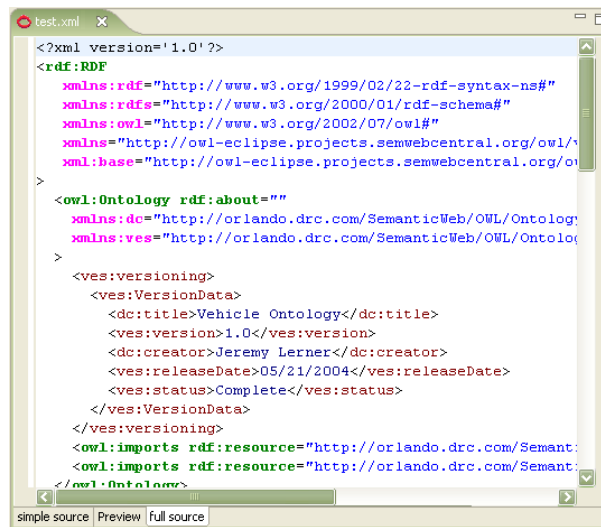 test.xml
<?xml version='1.0'?>
<rdf:RDF
xmlns:rdf="http://www.w3.org/1999/02/22-rdf-syntax-ns#"
xmlns:rdfs="http://www.w3.org/2000/01/rdf-schema#"
xmlns:owl="http://www.w3.org/2002/07/owl#"
xmlns="http://owl-eclipse.projects.semwebcentral.org/owl/
xml:base="http://owl-eclipse.projects.semwebcentral.org/
>
<owl:Ontology rdf:about=""
xmlns:dc="http://orlando.drc.com/SemanticWeb/OWL/Ontology
xmlns:ves="http://orlando.drc.com/SemanticWeb/OWL/Ontolog
>
<ves:versioning>
<ves:VersionData>
<dc:title>Vehicle Ontology</dc:title>
<ves:version>1.0</ves:version>
<dc:creator>Jeremy Lerner</dc:creator>
<ves:releaseDate>05/21/2004</ves:releaseDate>
<ves:status>Complete</ves:status>
</ves:VersionData>
</ves:versioning>
<owl:imports rdf:resource="http://orlando.drc.com/Semant
<owl:imports rdf:resource="http://orlando.drc.com/Semant
</owl:Ontology>
simple source Preview full source